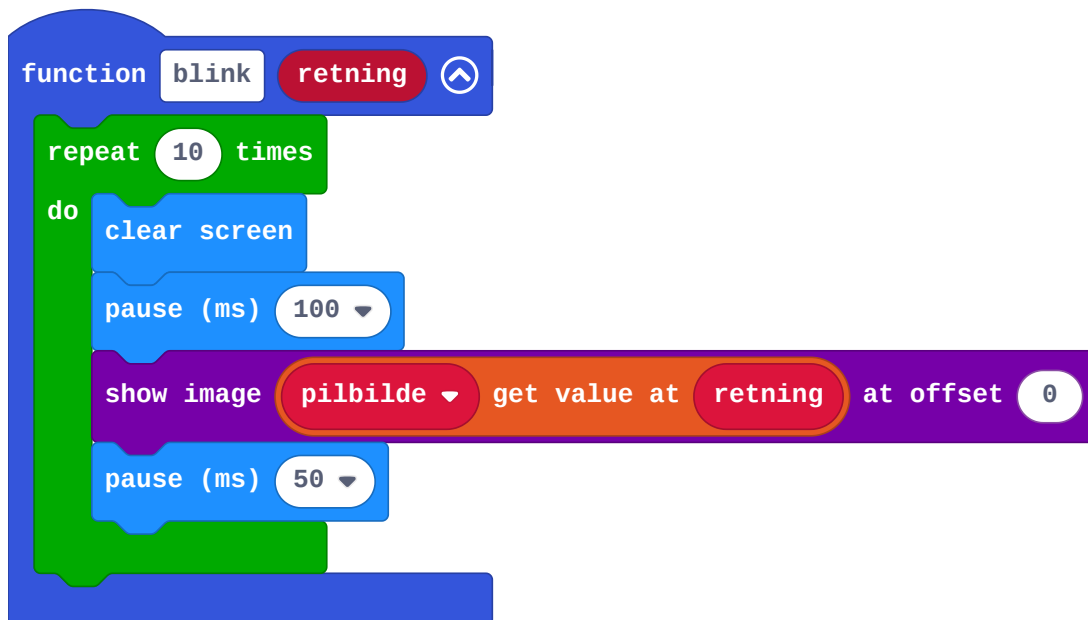 function blink retning
repeat 10 times
do
clear screen
pause (ms) 100
show image pilbilde get value at retning at offset 0
pause (ms) 50